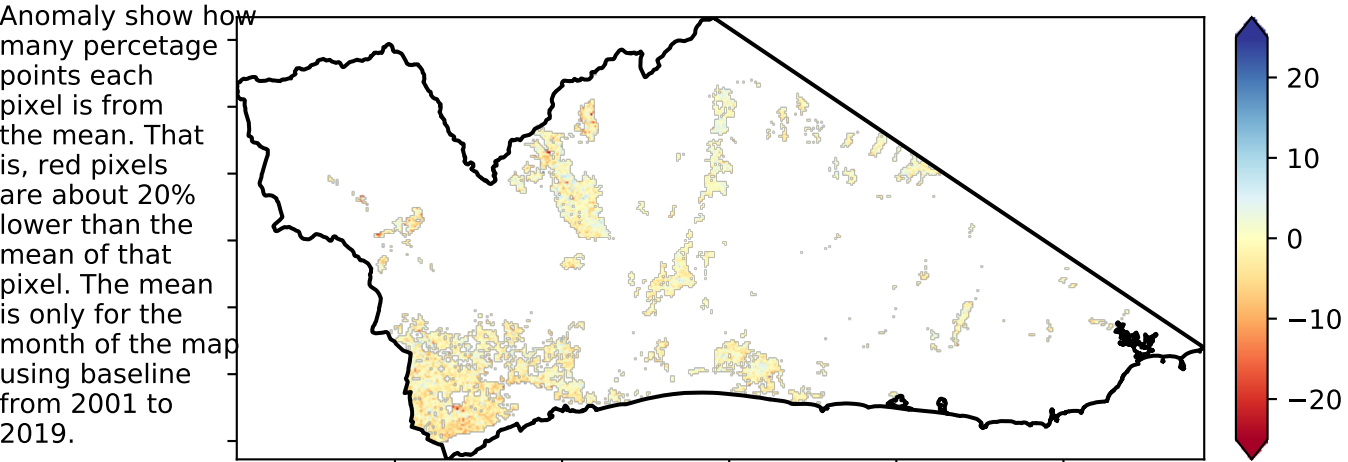 Anomaly show how
many percetage
points each
pixel is from
the mean. That
is, red pixels
are about 20%
lower than the
mean of that
pixel. The mean
is only for the
month of the map
using baseline
from 2001 to
2019.
20
10
0
−10
−20